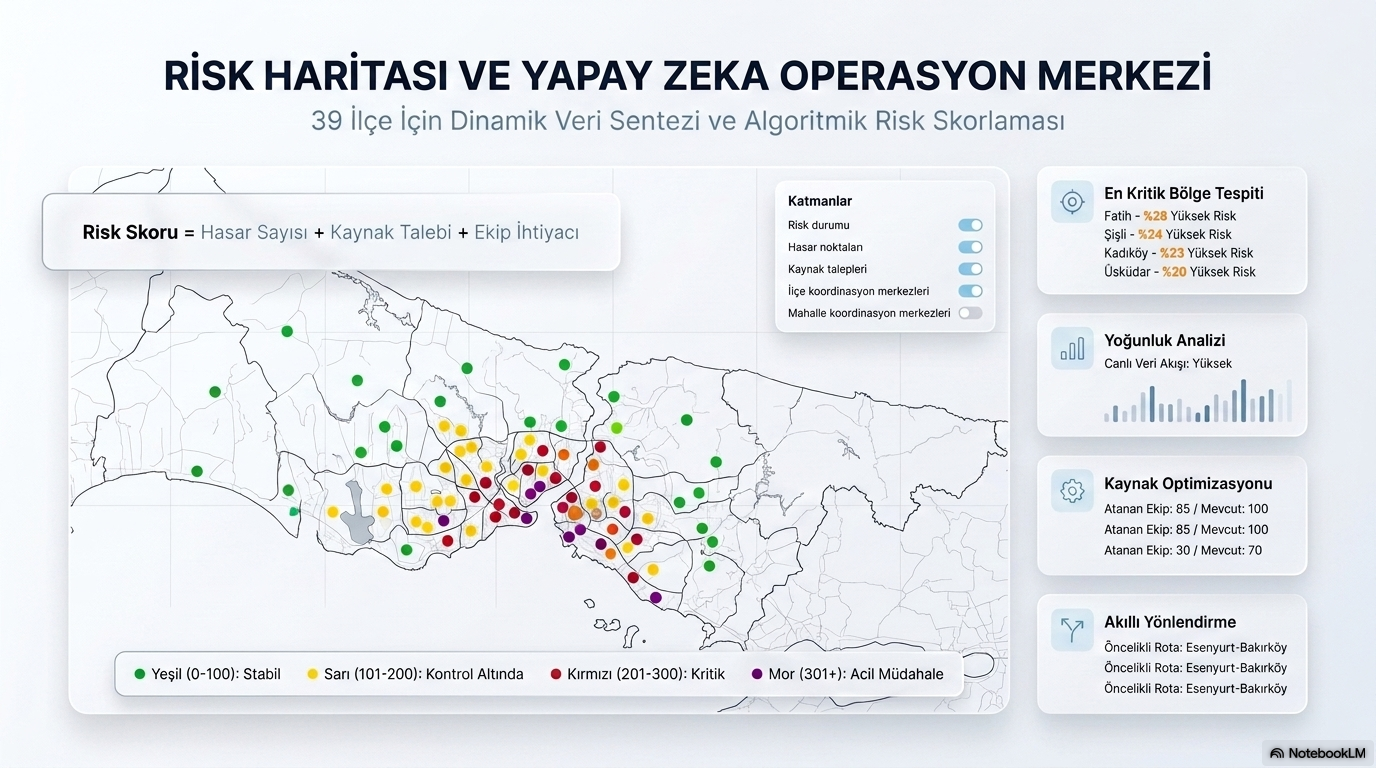 RİSK HARİTASI VE YAPAY ZEKA OPERASYON MERKEZİ
39 İlçe İçin Dinamik Veri Sentezi ve Algoritmik Risk Skorlaması
Risk Skoru = Hasar Sayısı + Kaynak Talebi + Ekip İhtiyacı
Katmanlar
Risk durumu
Hasar noktaları
Kaynak talepleri
İlçe koordinasyon merkezleri
Mahalle koordinasyon merkezleri
Yeşil (0-100): Stabil
Sarı (101-200): Kontrol Altında
Kırmızı (201-300): Kritik
Mor (301+): Acil Müdahale
En Kritik Bölge Tespiti
Fatih - %28 Yüksek Risk
Şişli - %24 Yüksek Risk
Kadıköy - %23 Yüksek Risk
Üsküdar - %20 Yüksek Risk
Yoğunluk Analizi
Canlı Veri Akışı: Yüksek
Kaynak Optimizasyonu
Atanan Ekip: 85 / Mevcut: 100
Atanan Ekip: 85 / Mevcut: 100
Atanan Ekip: 30 / Mevcut: 70
Akıllı Yönlendirme
Öncelikli Rota: Esenyurt-Bakırköy
Öncelikli Rota: Esenyurt-Bakırköy
Öncelikli Rota: Esenyurt-Bakırköy
NotebookLM